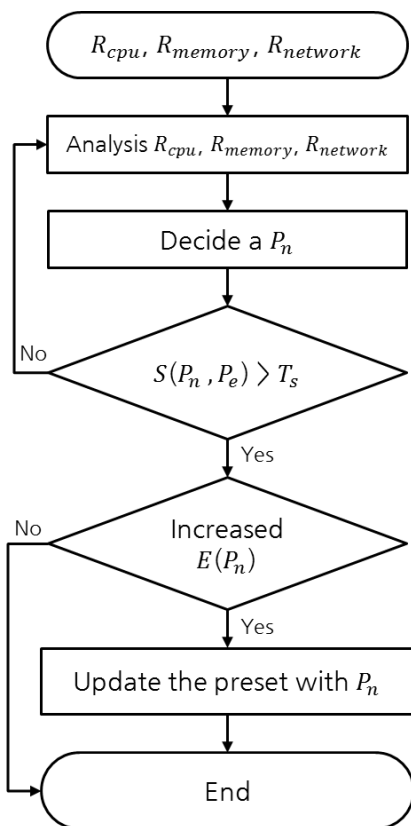 R_cpu, R_memory, R_network
Analysis R_cpu, R_memory, R_network
Decide a P_n
No
S(P_n , P_e) > T_s
Yes
No
Increased
E(P_n)
Yes
Update the preset with P_n
End